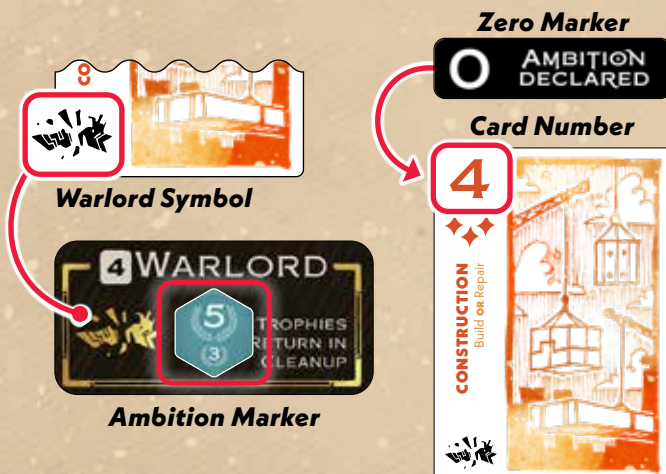 Zero Marker
0 AMBITION
DECLARED
Card Number
4
CONSTRUCTION
Build OR Repair
8
Warlord Symbol
4 WARLORD
5
(3)
TROPHIES
RETURN IN
CLEANUP
Ambition Marker